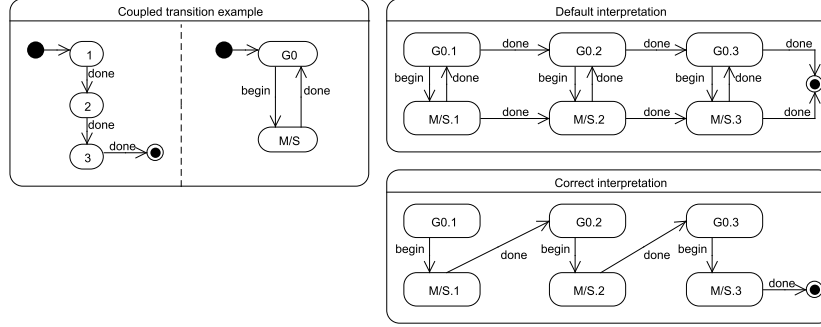 Coupled transition example
1
done
2
done
3
done
G0
begin
done
M/S
Default interpretation
G0.1
done
G0.2
done
G0.3
done
begin
done
begin
done
begin
done
M/S.1
done
M/S.2
done
M/S.3
done
Correct interpretation
G0.1
G0.2
G0.3
begin
done
begin
done
begin
M/S.1
M/S.2
M/S.3
done